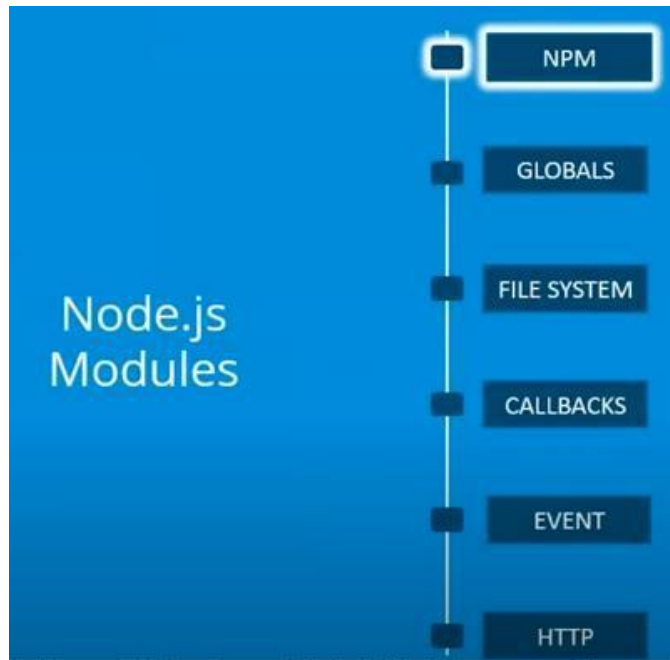 Node.js
Modules
NPM
GLOBALS
FILE SYSTEM
CALLBACKS
EVENT
HTTP